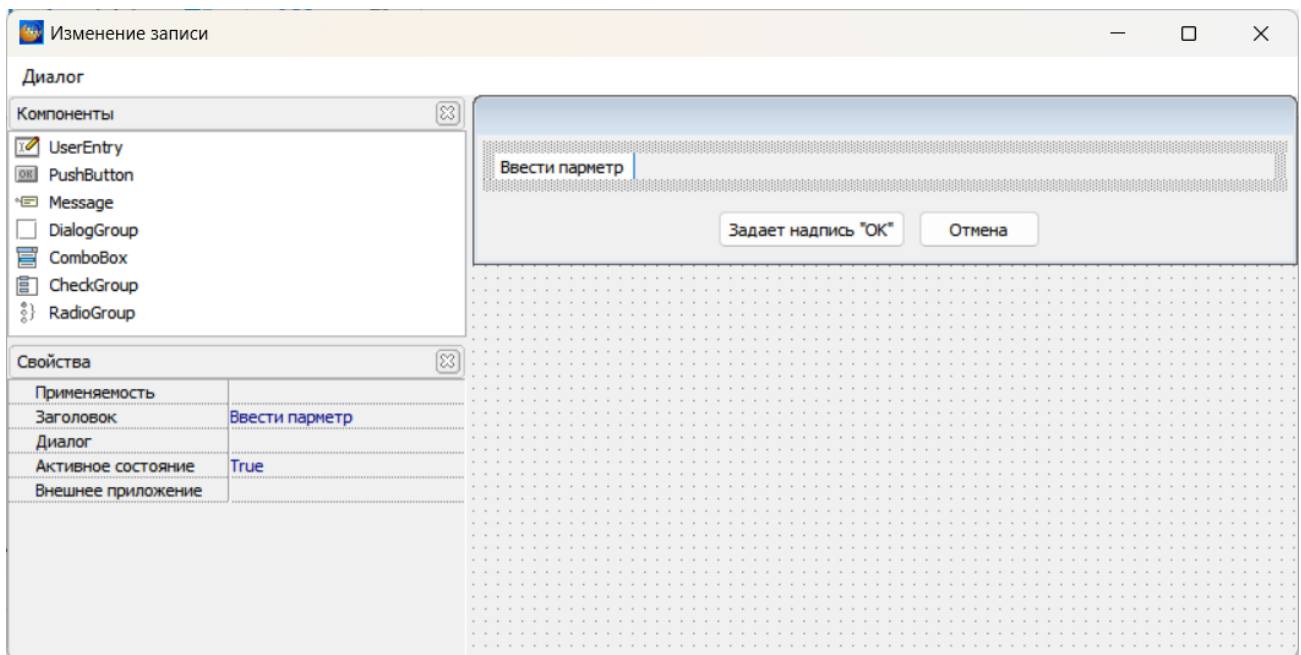 Изменение записи
Диалог
Компоненты
UserEntry
PushButton
Message
DialogGroup
ComboBox
CheckGroup
RadioGroup
Свойства
Применяемость
Заголовок Ввести парметр
Диалог
Активное состояние True
Внешнее приложение
Ввести парметр
Задает надпись "OK" Отмена